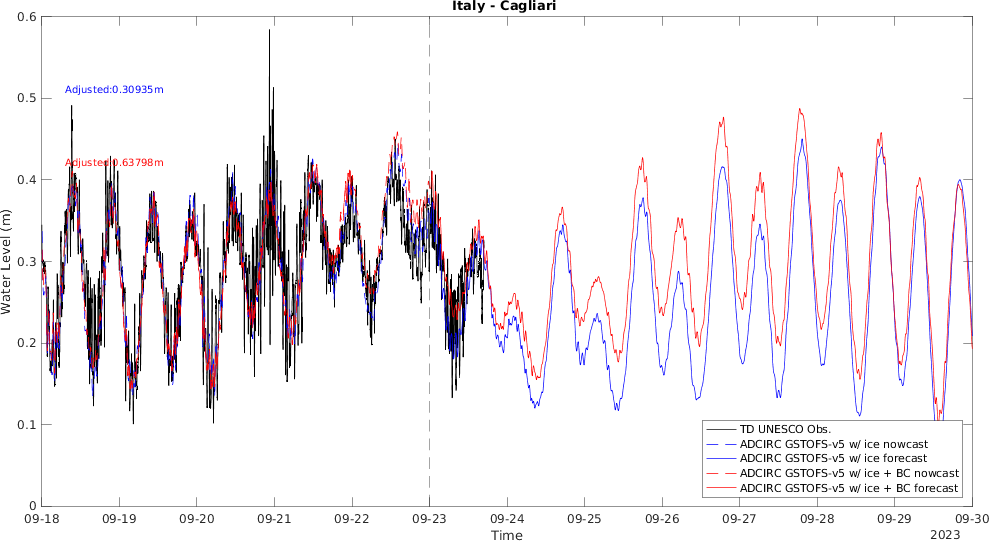 Italy - Cagliari
0.6
0.5
0.4
0.3
0.2
0.1
0
Water Level (m)
Adjusted:0.30935m
Adjusted:0.63798m
TD UNESCO Obs.
ADCIRC GSTOFS-v5 w/ ice nowcast
ADCIRC GSTOFS-v5 w/ ice forecast
ADCIRC GSTOFS-v5 w/ ice + BC nowcast
ADCIRC GSTOFS-v5 w/ ice + BC forecast
09-18 09-19 09-20 09-21 09-22 09-23 09-24 09-25 09-26 09-27 09-28 09-29 09-30
Time
2023